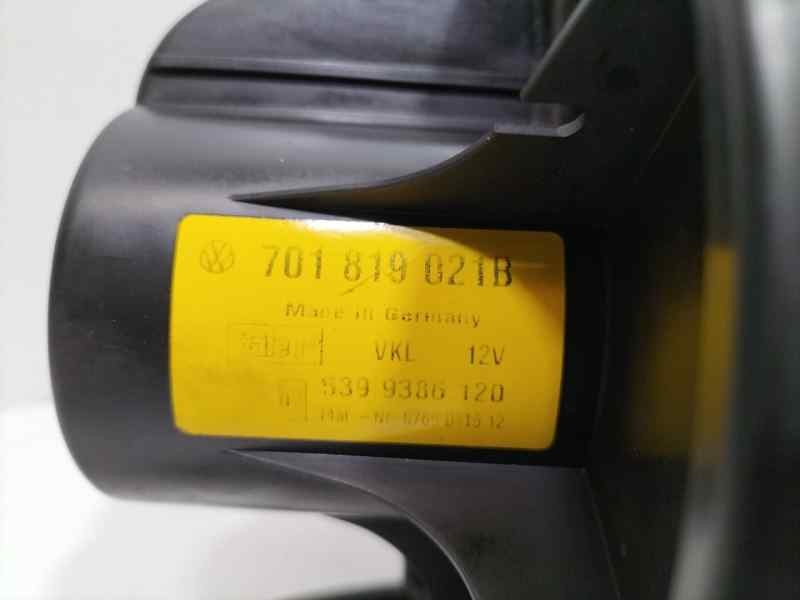 701 819 021B
Made in Germany
VKL 12V
539 9386 120